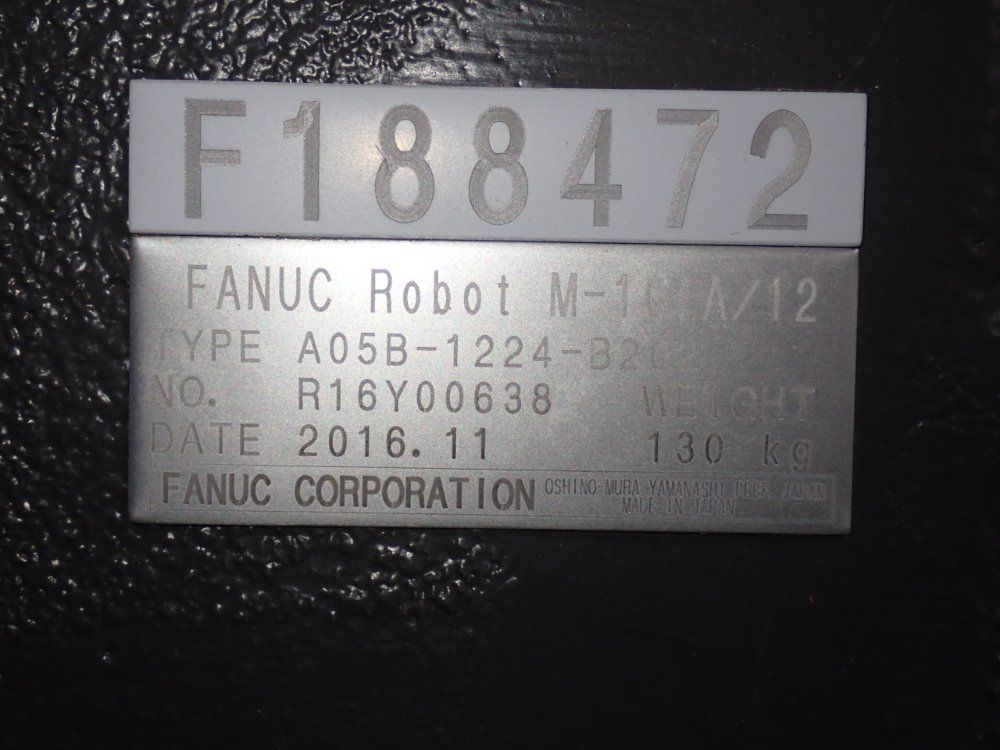 F188472
FANUC Robot M-10iA/12
TYPE A05B-1224-
NO. R16Y00638 WEIGHT
DATE 2016.11 130 kg
FANUC CORPORATION OSHINO-MURA YAMANASHI PREF. JAPAN
MADE IN JAPAN